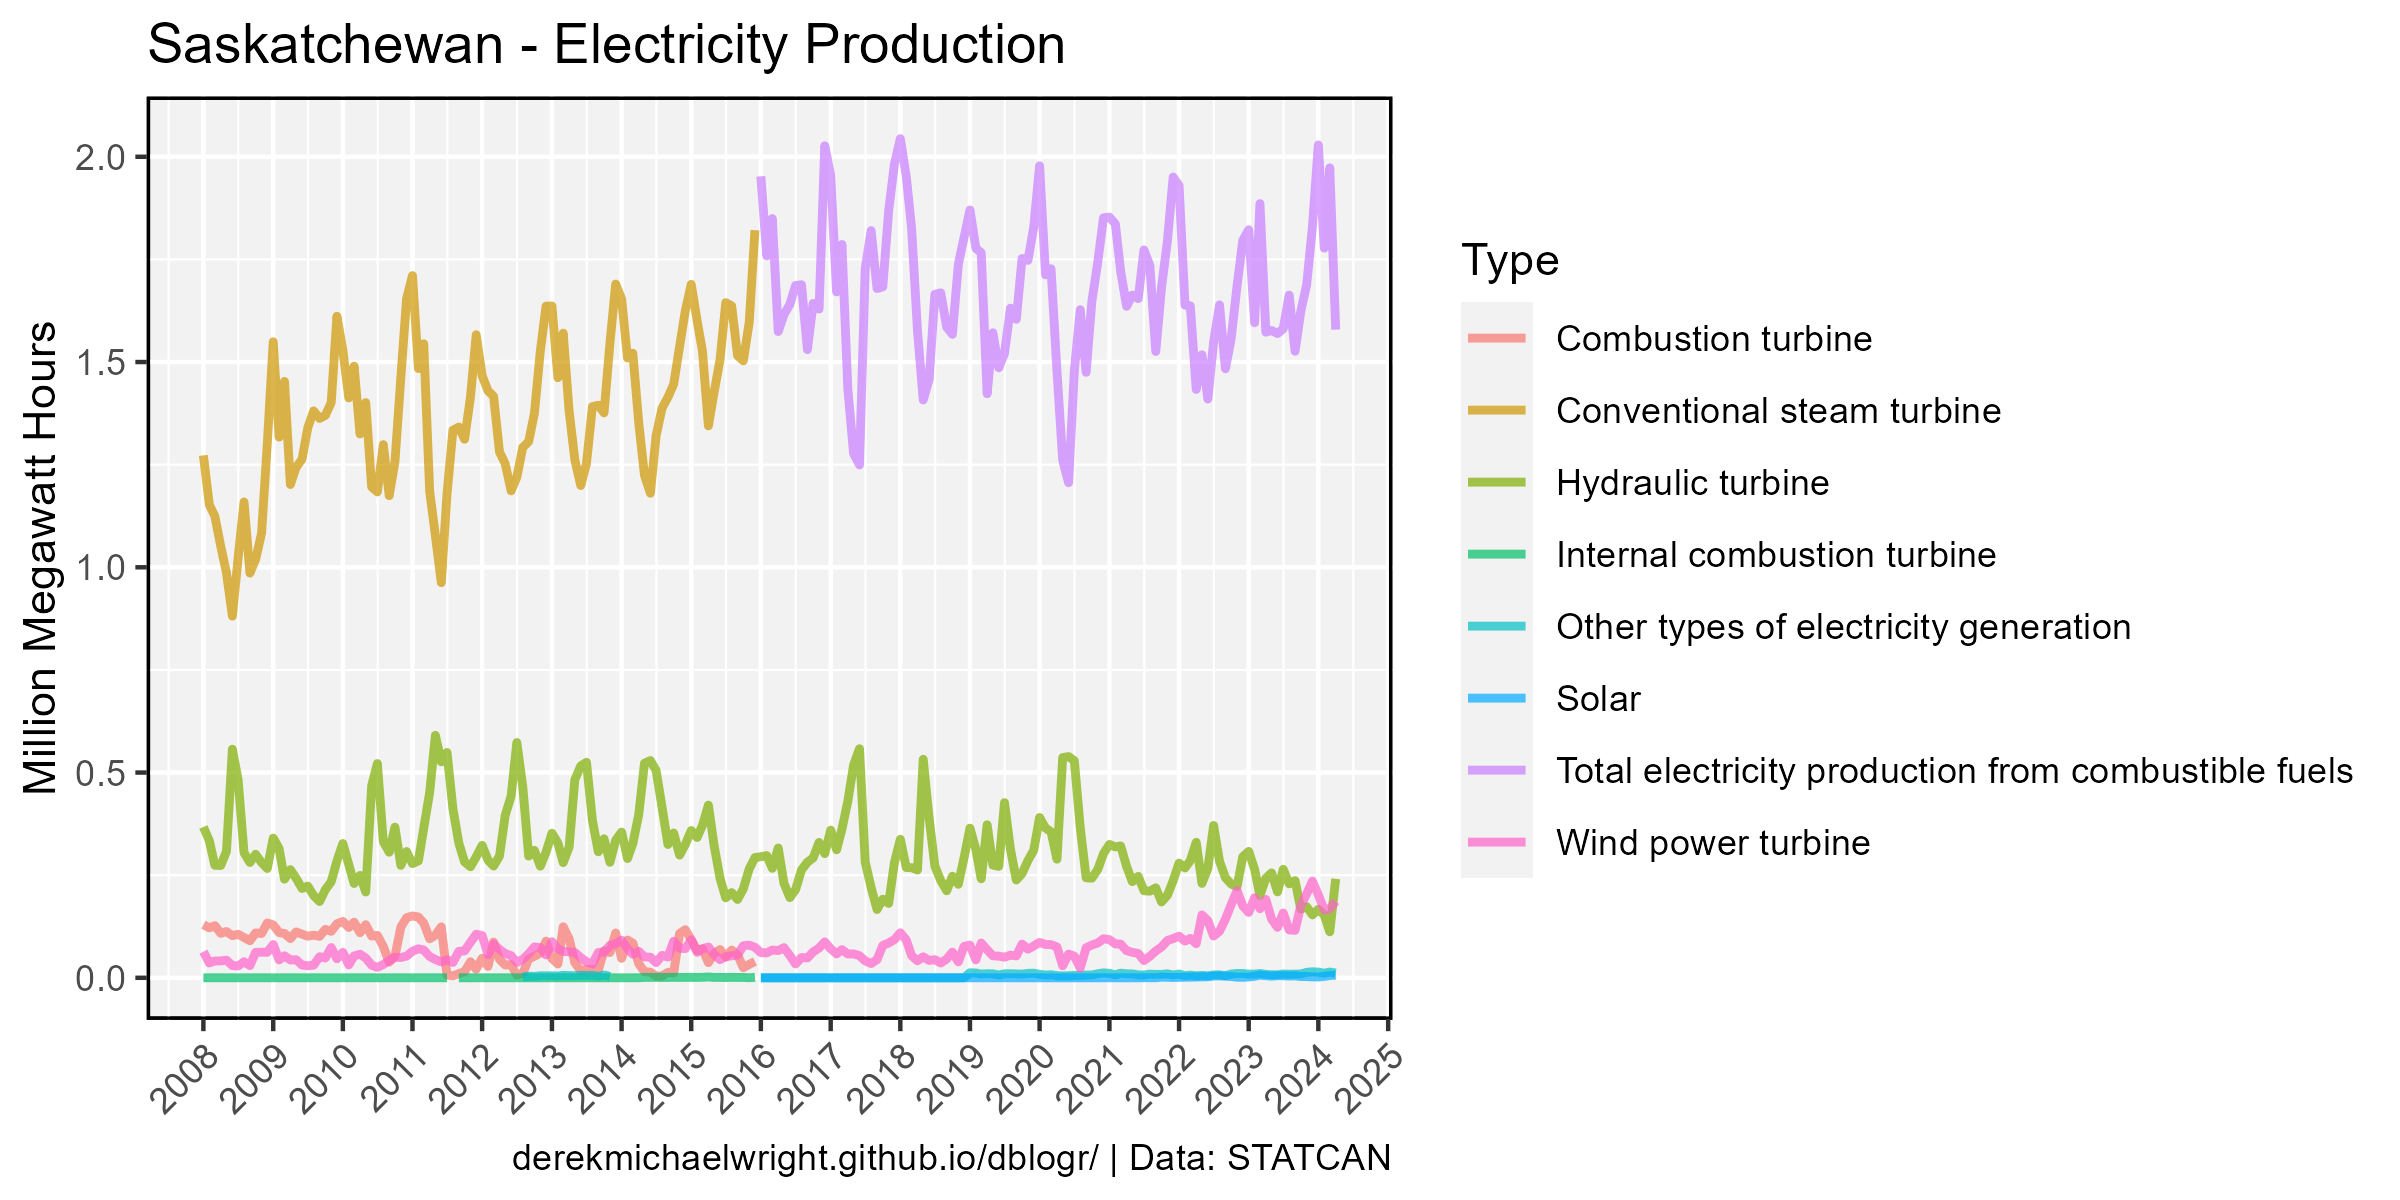 Saskatchewan - Electricity Production
Million Megawatt Hours
2.0
1.5
1.0
0.5
0.0
2008
2009
2010
2011
2012
2013
2014
2015
2016
2017
2018
2019
2020
2021
2022
2023
2024
2025
Type
Combustion turbine
Conventional steam turbine
Hydraulic turbine
Internal combustion turbine
Other types of electricity generation
Solar
Total electricity production from combustible fuels
Wind power turbine
derekmichaelwright.github.io/dblogr/ | Data: STATCAN